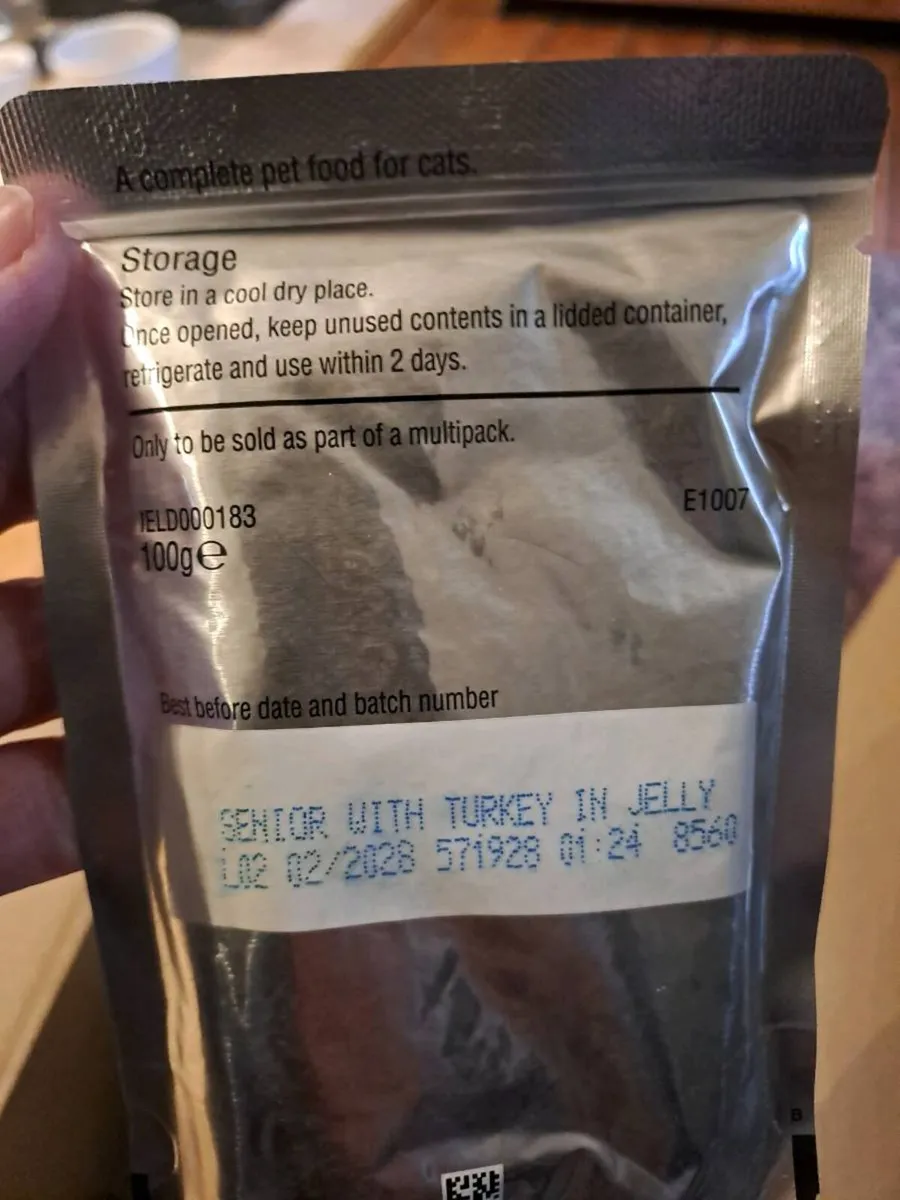 A complete pet food for cats.
Storage
Store in a cool dry place.
Once opened, keep unused contents in a lidded container,
refrigerate and use within 2 days.
Only to be sold as part of a multipack.
IELD000183
E1007
100g℮
Best before date and batch number
SENIOR WITH TURKEY IN JELLY
L02 02/2028 571928 01:24 8560
B